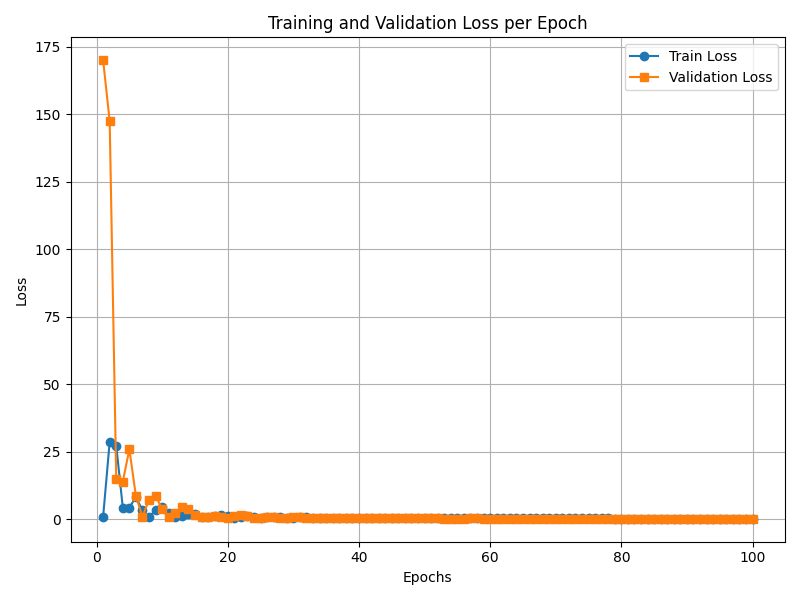 Training and Validation Loss per Epoch
Train Loss
Validation Loss
Loss
175
150
125
100
75
50
25
0
0 20 40 60 80 100
Epochs